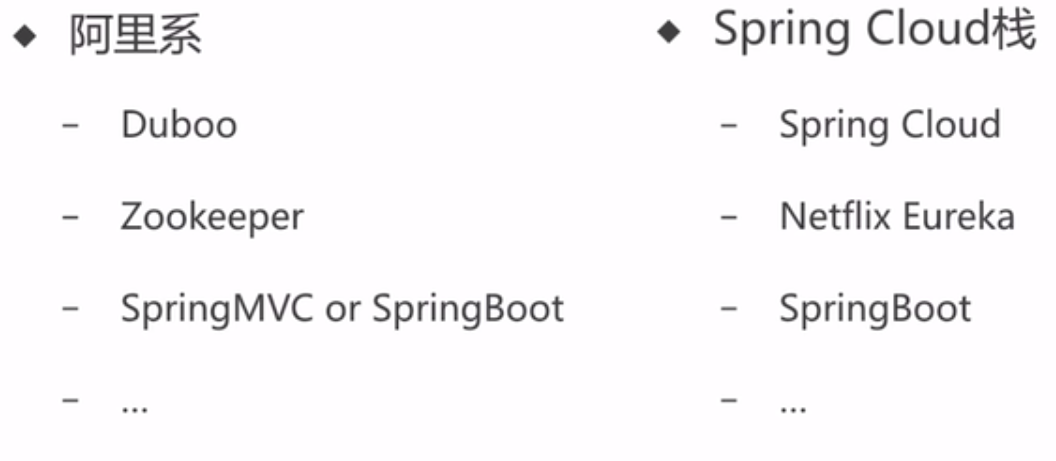 ◆ 阿里系
– Duboo
– Zookeeper
– SpringMVC or SpringBoot
– ...
◆ Spring Cloud栈
– Spring Cloud
– Netflix Eureka
– SpringBoot
– ...